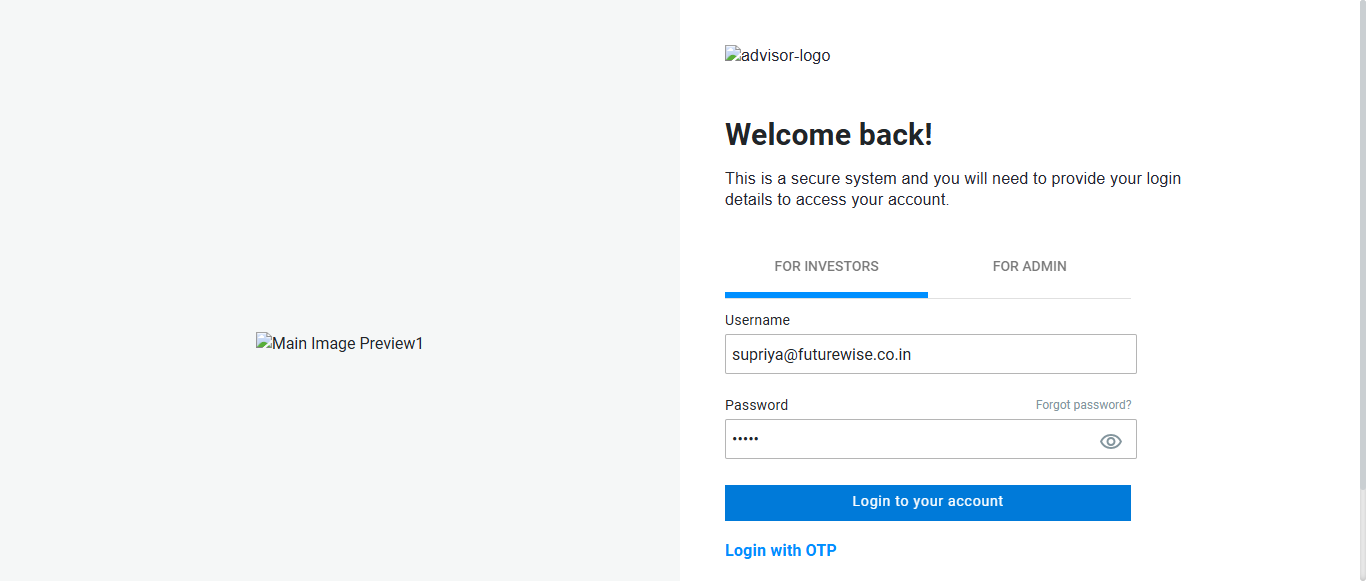 advisor-logo
Welcome back!
This is a secure system and you will need to provide your login
details to access your account.
FOR INVESTORS
FOR ADMIN
Main Image Preview1
Username
supriya@futurewise.co.in
Password
Forgot password?
•••••
Login to your account
Login with OTP